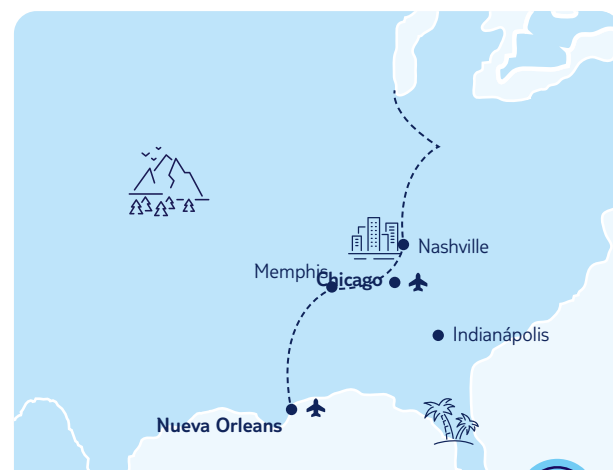 Nashville
Memphis
Chicago
Indianápolis
Nueva Orleans